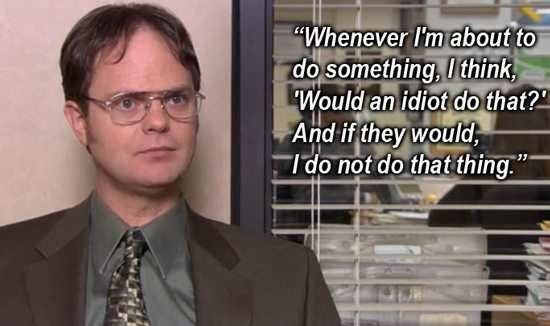 “Whenever I'm about to
do something, I think,
'Would an idiot do that?'
And if they would,
I do not do that thing.”